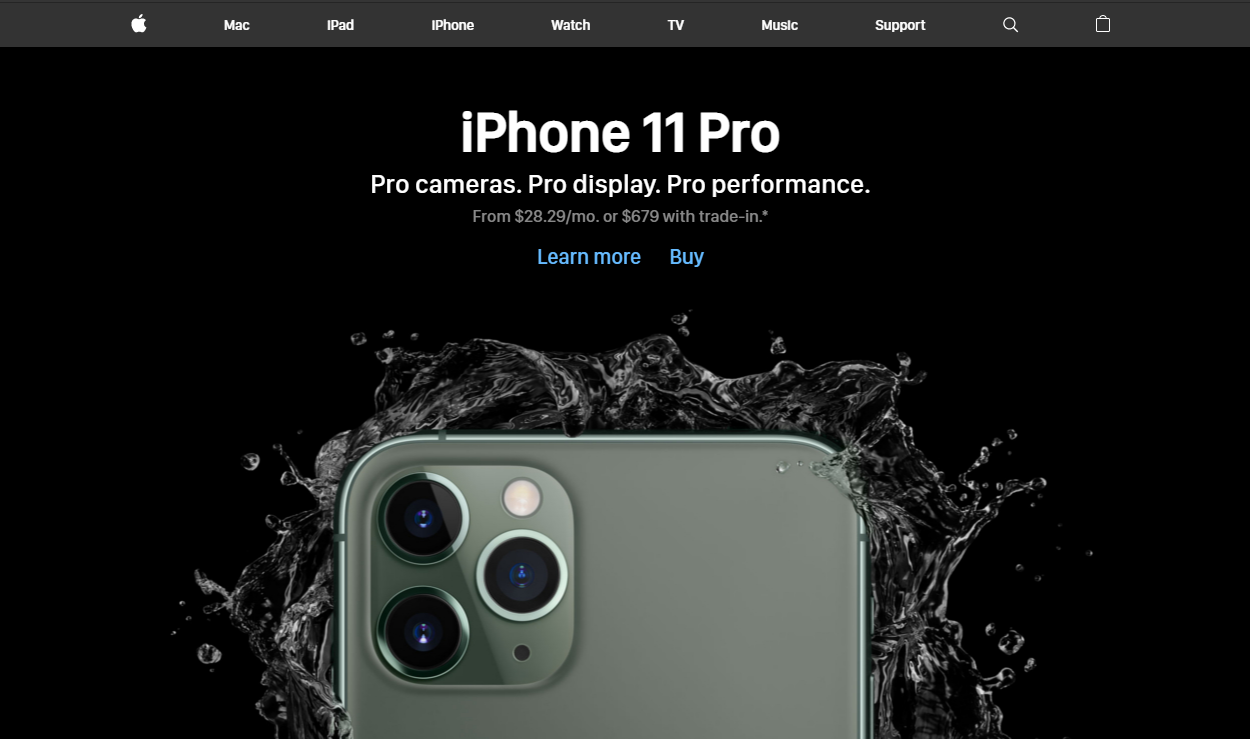 Mac iPad iPhone Watch TV Music Support
iPhone 11 Pro
Pro cameras. Pro display. Pro performance.
From $28.29/mo. or $679 with trade-in.*
Learn more Buy